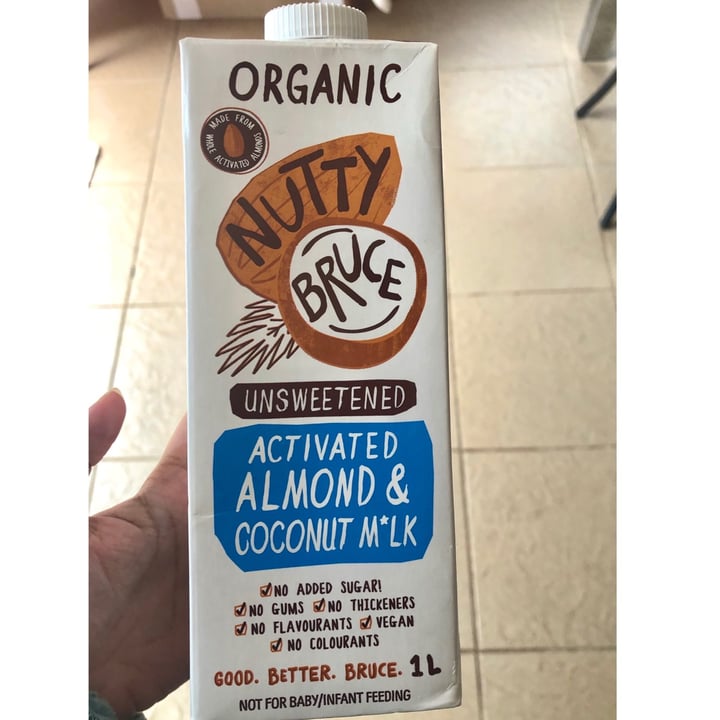 ORGANIC
MADE FROM
WHOLE ACTIVATED ALMONDS
NUTTY
BRUCE
UNSWEETENED
ACTIVATED
ALMOND &
COCONUT M*LK
NO ADDED SUGAR!
NO GUMS NO THICKENERS
NO FLAVOURANTS VEGAN
NO COLOURANTS
GOOD. BETTER. BRUCE. 1L
NOT FOR BABY/INFANT FEEDING